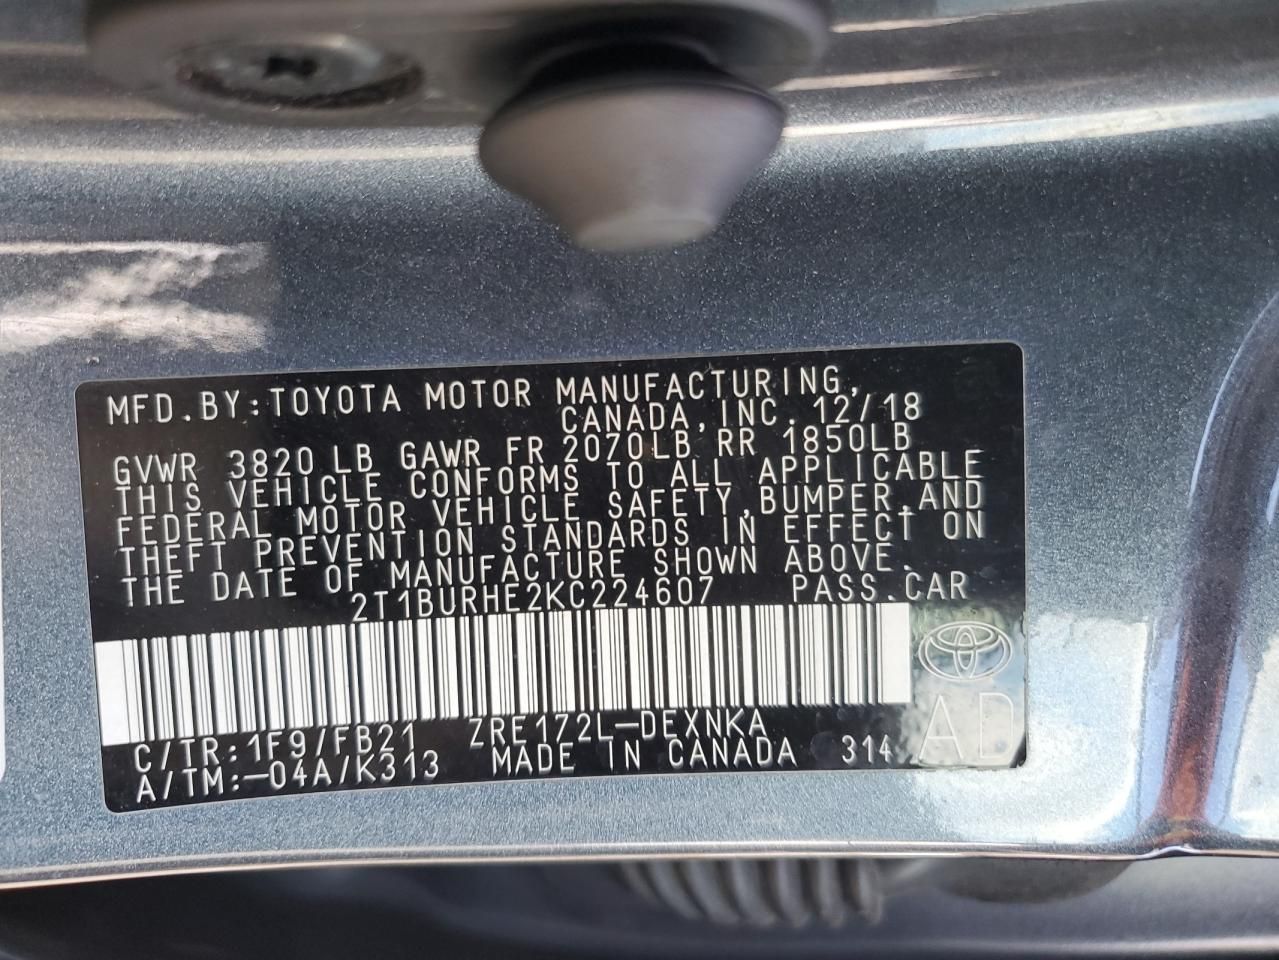 MFD.BY:TOYOTA MOTOR MANUFACTURING,
CANADA,INC.12/18
GVWR 3820 LB GAWR FR 2070LB RR 1850LB
THIS VEHICLE CONFORMS TO ALL APPLICABLE
FEDERAL MOTOR VEHICLE SAFETY,BUMPER,AND
THEFT PREVENTION STANDARDS IN EFFECT ON
THE DATE OF MANUFACTURE SHOWN ABOVE.
2T1BURHE2KC224607 PASS.CAR
C/TR:1F9/FB21 ZRE172L-DEXNKA
A/TM:-04A/K313 MADE IN CANADA 314
AD